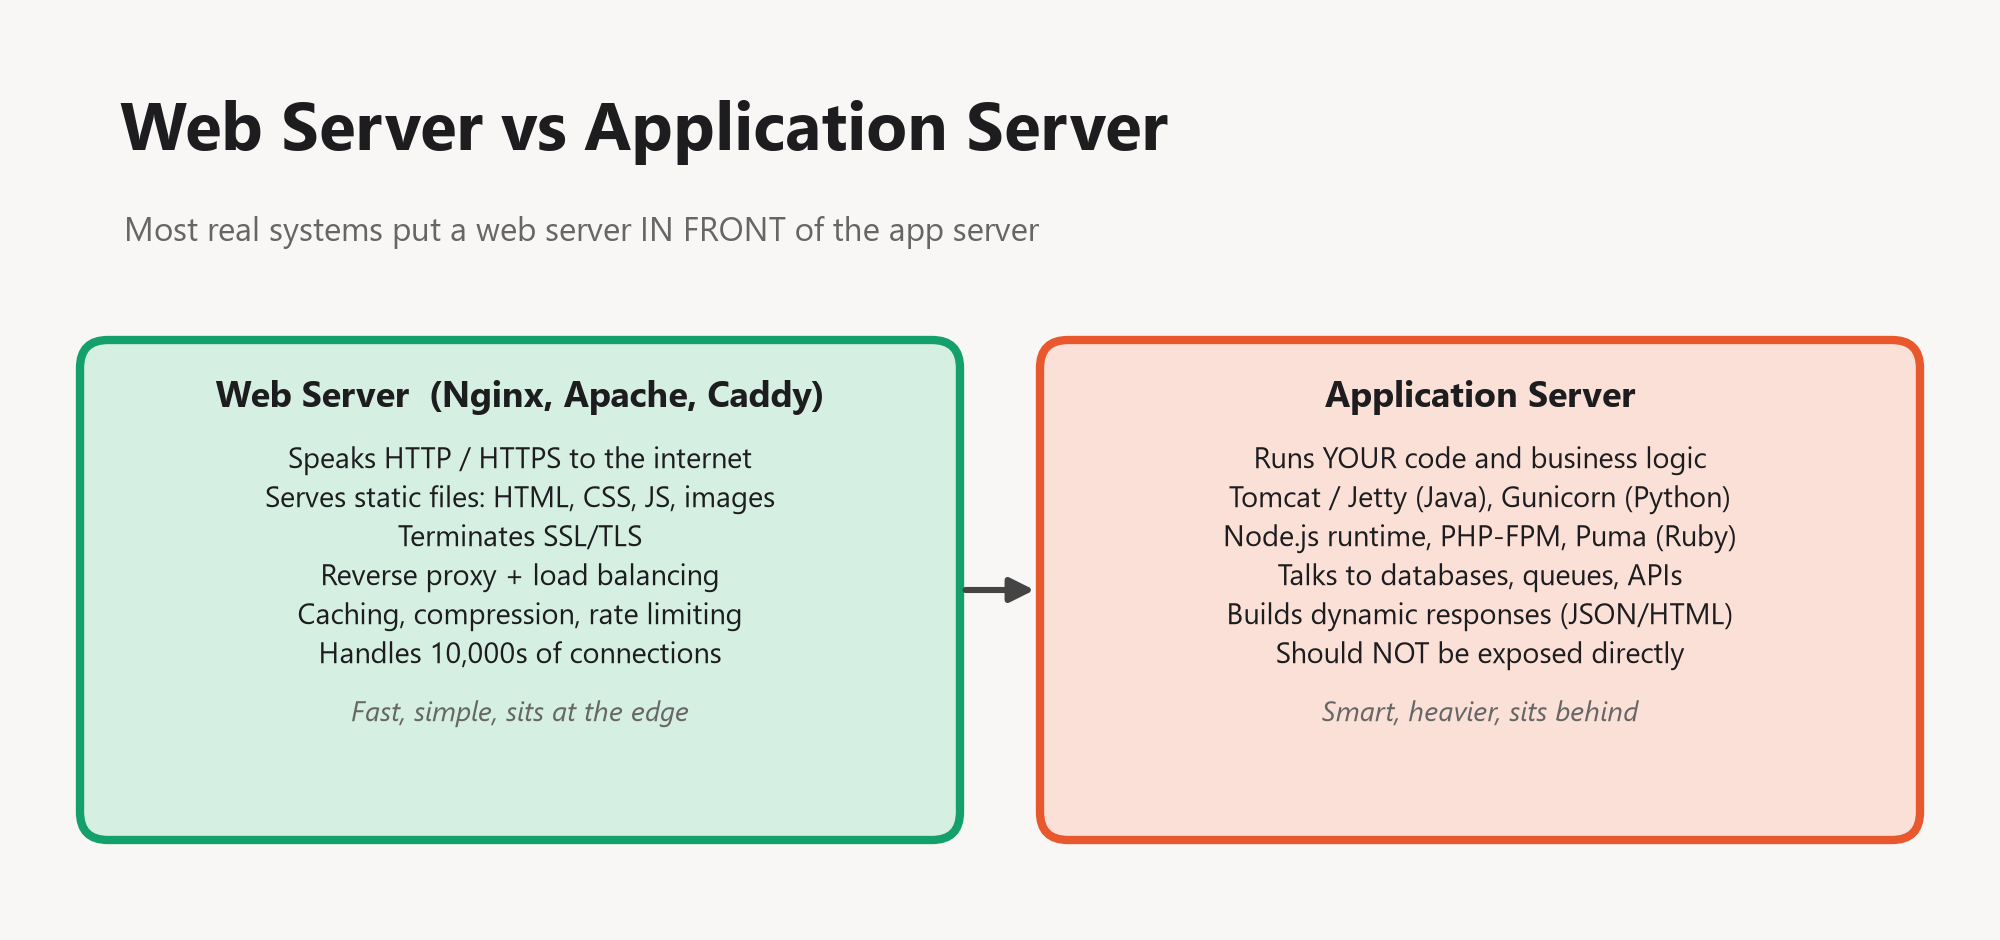 Web Server vs Application Server
Most real systems put a web server IN FRONT of the app server
Web Server  (Nginx, Apache, Caddy)
Speaks HTTP / HTTPS to the internet
Serves static files: HTML, CSS, JS, images
Terminates SSL/TLS
Reverse proxy + load balancing
Caching, compression, rate limiting
Handles 10,000s of connections
Fast, simple, sits at the edge
Application Server
Runs YOUR code and business logic
Tomcat / Jetty (Java), Gunicorn (Python)
Node.js runtime, PHP-FPM, Puma (Ruby)
Talks to databases, queues, APIs
Builds dynamic responses (JSON/HTML)
Should NOT be exposed directly
Smart, heavier, sits behind